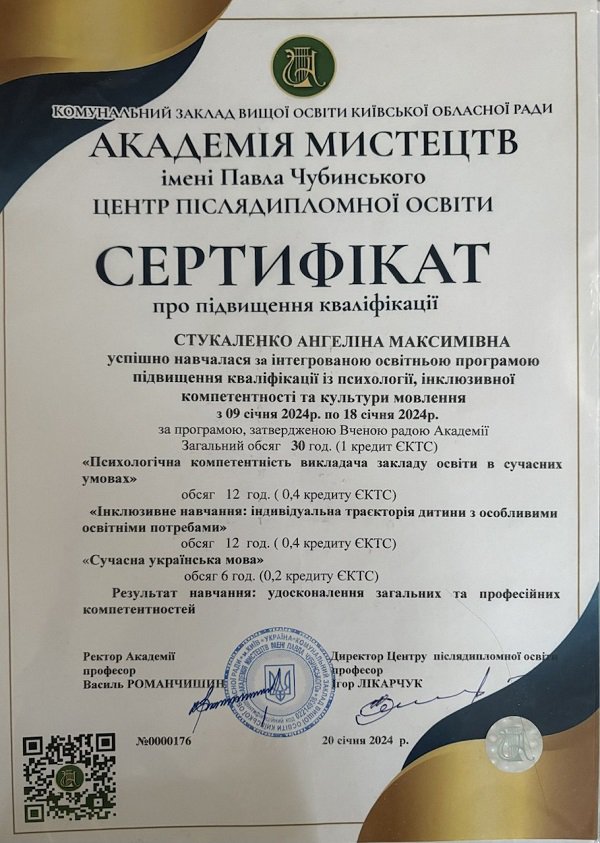 КОМУНАЛЬНИЙ ЗАКЛАД ВИЩОЇ ОСВІТИ КИЇВСЬКОЇ ОБЛАСНОЇ РАДИ
АКАДЕМІЯ МИСТЕЦТВ
імені Павла Чубинського
ЦЕНТР ПІСЛЯДИПЛОМНОЇ ОСВІТИ
СЕРТИФІКАТ
про підвищення кваліфікації
СТУКАЛЕНКО АНГЕЛІНА МАКСИМІВНА
успішно навчалася за інтегрованою освітньою програмою
підвищення кваліфікації із психології, інклюзивної
компетентності та культури мовлення
з 09 січня 2024р. по 18 січня 2024р.
за програмою, затвердженою Вченою радою Академії
Загальний обсяг 30 год. (1 кредит ЄКТС)
«Психологічна компетентність викладача закладу освіти в сучасних
умовах»
обсяг 12 год. ( 0,4 кредиту ЄКТС)
«Інклюзивне навчання: індивідуальна траєкторія дитини з особливими
освітніми потребами»
обсяг 12 год. ( 0,4 кредиту ЄКТС)
«Сучасна українська мова»
обсяг 6 год. (0,2 кредиту ЄКТС)
Результат навчання: удосконалення загальних та професійних
компетентностей
Ректор Академії
професор
Василь РОМАНЧИШИН
Директор Центру післядипломної освіти
професор
Ігор ЛІКАРЧУК
№0000176
20 січня 2024 р.